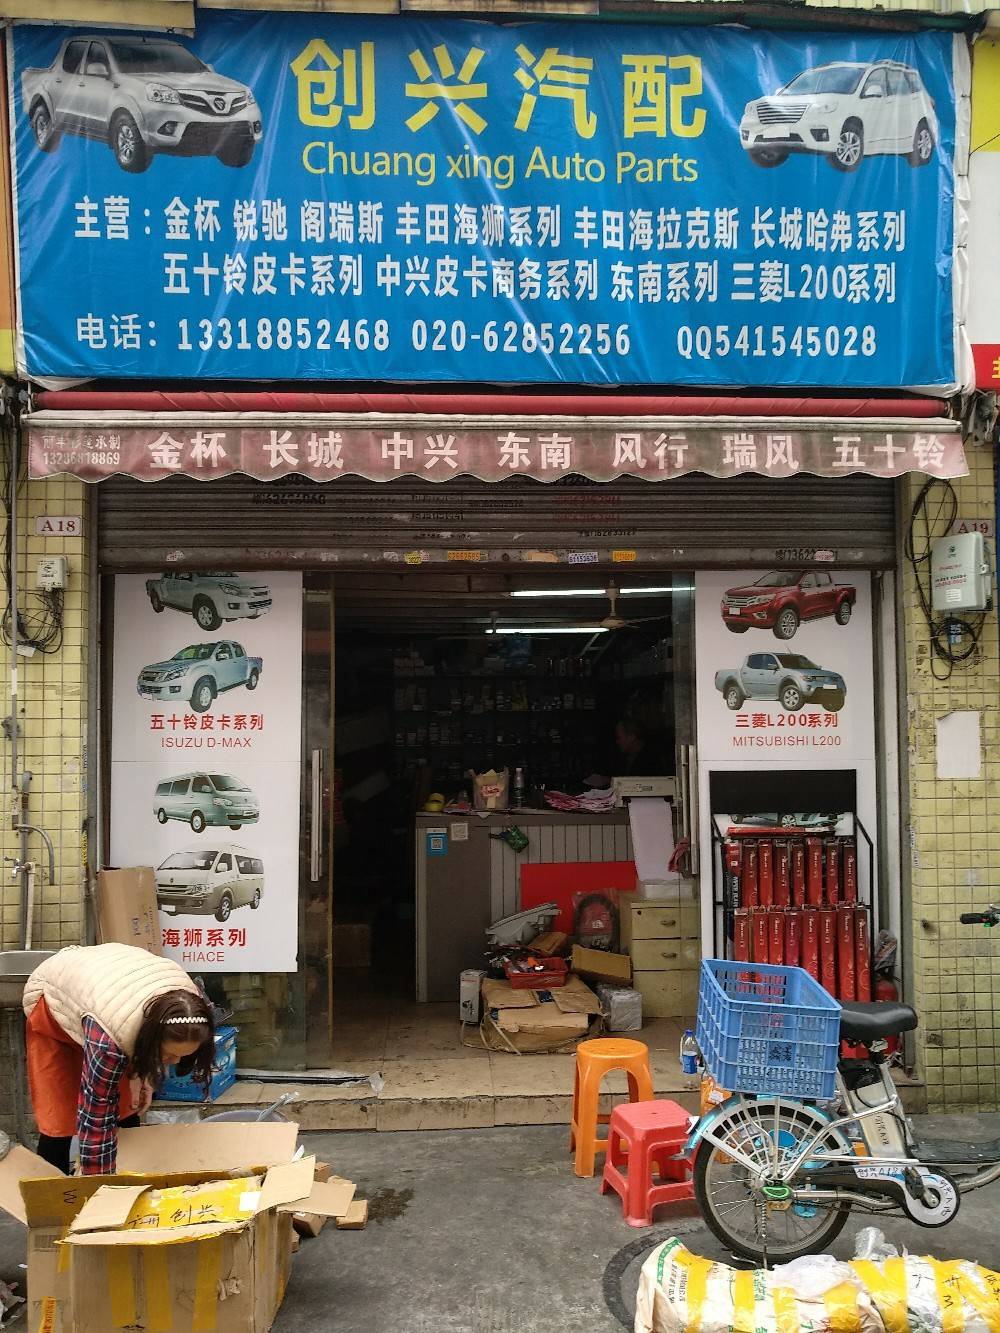 创兴汽配
Chuang xing Auto Parts
主营：金杯 锐驰 阁瑞斯 丰田海狮系列 丰田海拉克斯 长城哈弗系列
五十铃皮卡系列 中兴皮卡商务系列 东南系列 三菱L200系列
电话：13318852468 020-62852256 QQ541545028
金杯 长城 中兴 东南 风行 瑞风 五十铃
A18
A19
五十铃皮卡系列
ISUZU D-MAX
三菱L200系列
MITSUBISHI L200
海狮系列
HIACE
创兴
创兴A18